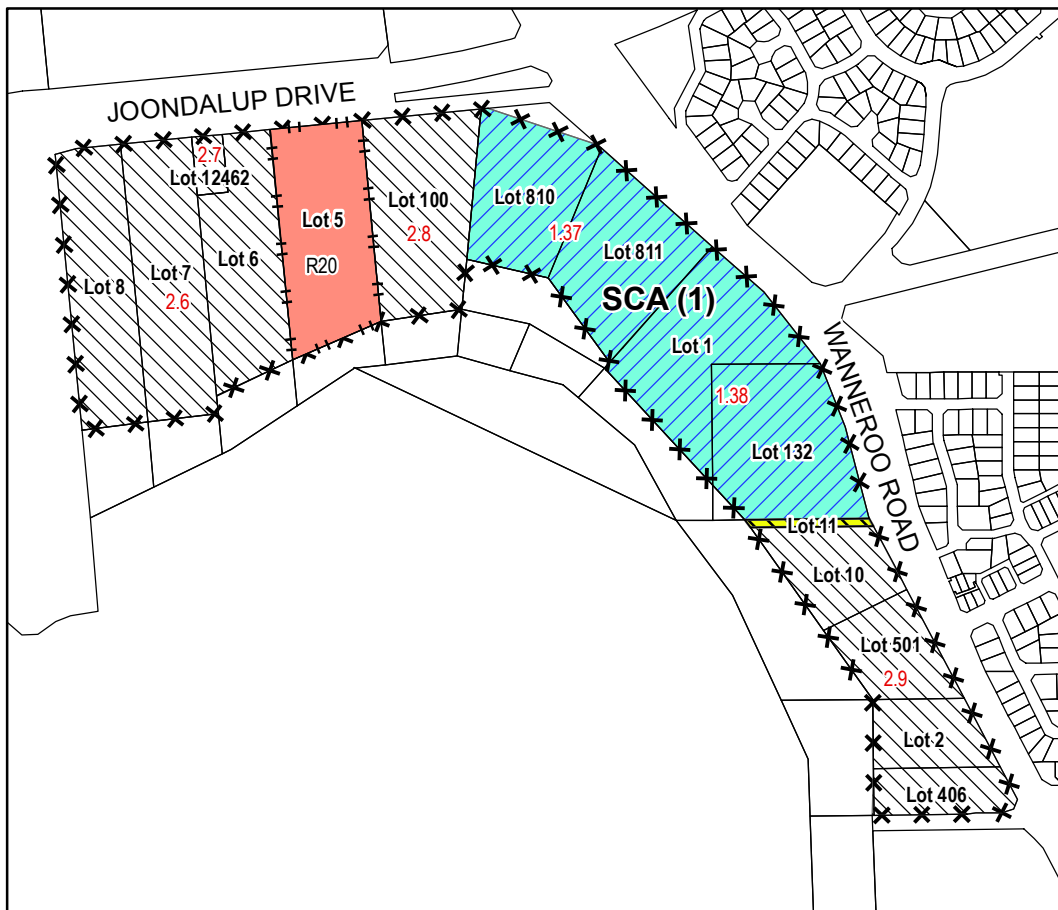 JOONDALUP DRIVE
2.7
Lot 12462
Lot 5
Lot 100
Lot 810
R20
2.8
1.37
Lot 811
Lot 8
Lot 7
Lot 6
2.6
SCA (1)
Lot 1
1.38
WANNEROO ROAD
Lot 132
Lot 11
Lot 10
Lot 501
2.9
Lot 2
Lot 406